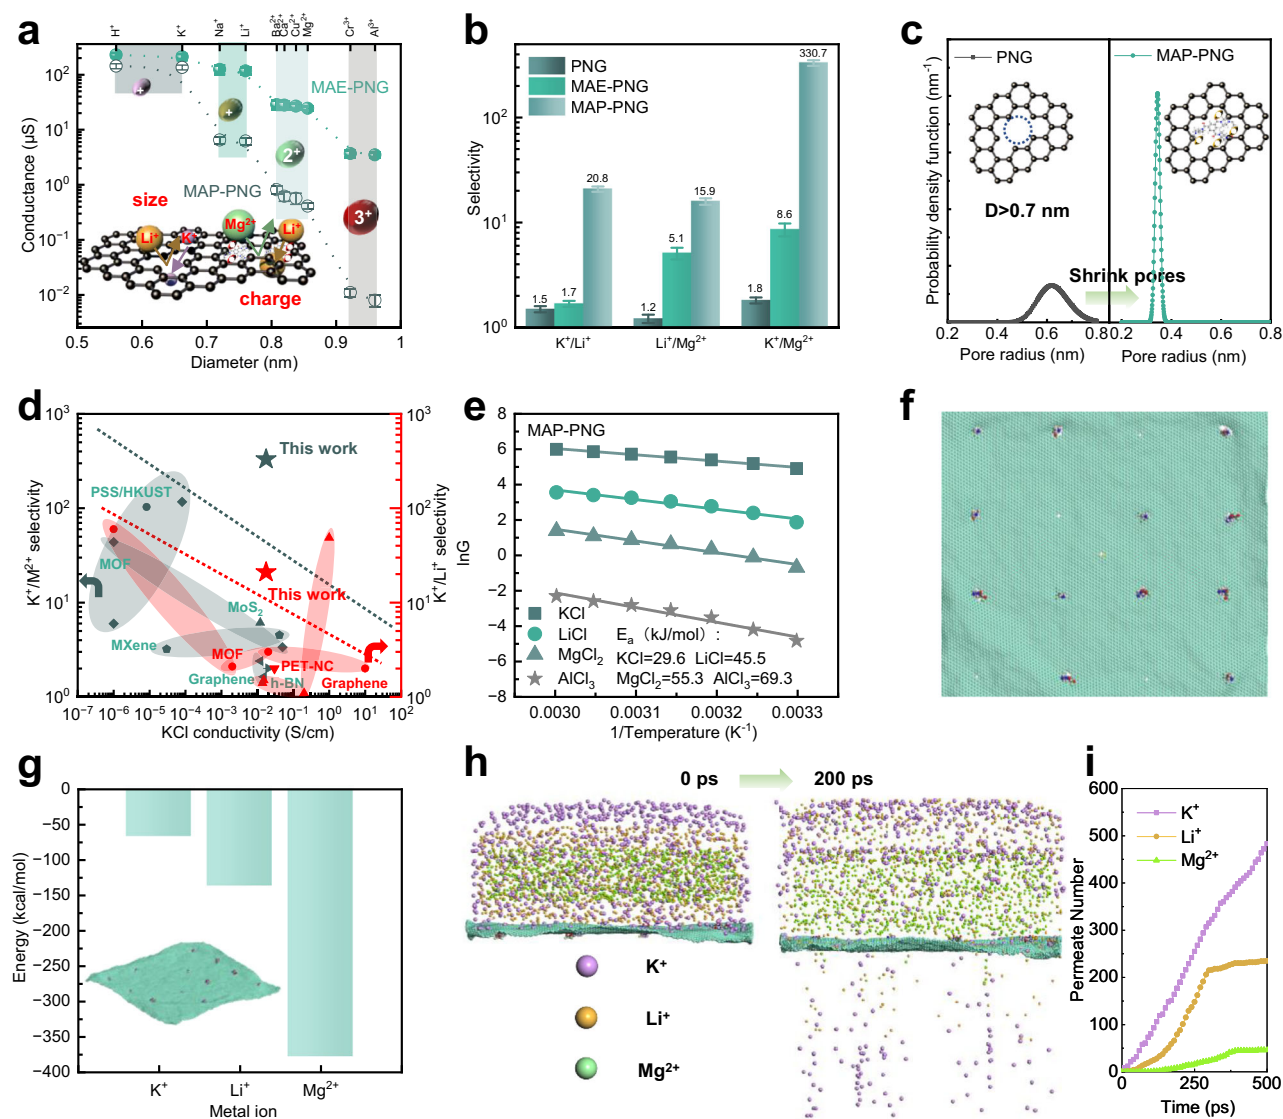 a
H⁺ K⁺ Na⁺ Li⁺ Ba²⁺ Ca²⁺ Cu²⁺ Mg²⁺ Cr³⁺ Al³⁺
Conductance (µS)
10²
10¹
10⁰
10⁻¹
10⁻²
+
+
2⁺
3⁺
MAE-PNG
MAP-PNG
size
Li⁺ K⁺ Mg²⁺ Li⁺
charge
0.5 0.6 0.7 0.8 0.9 1
Diameter (nm)
b
PNG
MAE-PNG
MAP-PNG
Selectivity
10²
10¹
10⁰
1.5 1.7 20.8
1.2 5.1 15.9
1.8 8.6 330.7
K⁺/Li⁺ Li⁺/Mg²⁺ K⁺/Mg²⁺
c
Probability density function (nm⁻¹)
PNG
MAP-PNG
D>0.7 nm
Shrink pores
0.2 0.4 0.6 0.8
0.2 0.4 0.6 0.8
Pore radius (nm)
Pore radius (nm)
d
K⁺/M²⁺ selectivity
10³
10²
10¹
10⁰
This work
PSS/HKUST
MOF
This work
MoS₂
MXene
MOF
PET-NC
Graphene
h-BN
Graphene
10³
10²
10¹
10⁰
K⁺/Li⁺ selectivity
10⁻⁷ 10⁻⁶ 10⁻⁵ 10⁻⁴ 10⁻³ 10⁻² 10⁻¹ 10⁰ 10¹ 10²
KCl conductivity (S/cm)
e
lnG
8
6
4
2
0
−2
−4
−6
−8
MAP-PNG
KCl
LiCl Eₐ (kJ/mol) :
MgCl₂ KCl=29.6 LiCl=45.5
AlCl₃ MgCl₂=55.3 AlCl₃=69.3
0.0030 0.0031 0.0032 0.0033
1/Temperature (K⁻¹)
f
g
Energy (kcal/mol)
0
−50
−100
−150
−200
−250
−300
−350
−400
K⁺ Li⁺ Mg²⁺
Metal ion
h
0 ps 200 ps
K⁺
Li⁺
Mg²⁺
i
Permeate Number
600
500
400
300
200
100
0
K⁺
Li⁺
Mg²⁺
0 250 500
Time (ps)